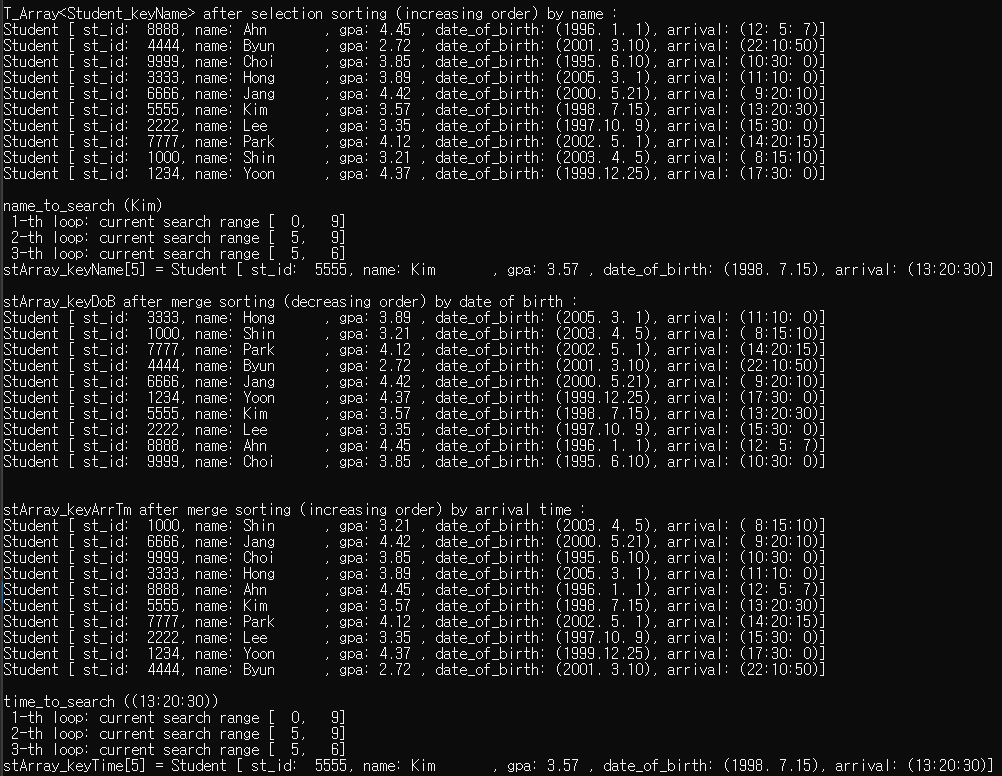 T_Array<Student_keyName> after selection sorting (increasing order) by name :
Student [ st_id:  8888, name: Ahn      , gpa: 4.45 , date_of_birth: (1996. 1. 1), arrival: (12: 5: 7)]
Student [ st_id:  4444, name: Byun     , gpa: 2.72 , date_of_birth: (2001. 3.10), arrival: (22:10:50)]
Student [ st_id:  9999, name: Choi     , gpa: 3.85 , date_of_birth: (1995. 6.10), arrival: (10:30: 0)]
Student [ st_id:  3333, name: Hong     , gpa: 3.89 , date_of_birth: (2005. 3. 1), arrival: (11:10: 0)]
Student [ st_id:  6666, name: Jang     , gpa: 4.42 , date_of_birth: (2000. 5.21), arrival: ( 9:20:10)]
Student [ st_id:  5555, name: Kim      , gpa: 3.57 , date_of_birth: (1998. 7.15), arrival: (13:20:30)]
Student [ st_id:  2222, name: Lee      , gpa: 3.35 , date_of_birth: (1997.10. 9), arrival: (15:30: 0)]
Student [ st_id:  7777, name: Park     , gpa: 4.12 , date_of_birth: (2002. 5. 1), arrival: (14:20:15)]
Student [ st_id:  1000, name: Shin     , gpa: 3.21 , date_of_birth: (2003. 4. 5), arrival: ( 8:15:10)]
Student [ st_id:  1234, name: Yoon     , gpa: 4.37 , date_of_birth: (1999.12.25), arrival: (17:30: 0)]
name_to_search (Kim)
1-th loop: current search range [  0,   9]
2-th loop: current search range [  5,   9]
3-th loop: current search range [  5,   6]
stArray_keyName[5] = Student [ st_id:  5555, name: Kim      , gpa: 3.57 , date_of_birth: (1998. 7.15), arrival: (13:20:30)]
stArray_keyDoB after merge sorting (decreasing order) by date of birth :
Student [ st_id:  3333, name: Hong     , gpa: 3.89 , date_of_birth: (2005. 3. 1), arrival: (11:10: 0)]
Student [ st_id:  1000, name: Shin     , gpa: 3.21 , date_of_birth: (2003. 4. 5), arrival: ( 8:15:10)]
Student [ st_id:  7777, name: Park     , gpa: 4.12 , date_of_birth: (2002. 5. 1), arrival: (14:20:15)]
Student [ st_id:  4444, name: Byun     , gpa: 2.72 , date_of_birth: (2001. 3.10), arrival: (22:10:50)]
Student [ st_id:  6666, name: Jang     , gpa: 4.42 , date_of_birth: (2000. 5.21), arrival: ( 9:20:10)]
Student [ st_id:  1234, name: Yoon     , gpa: 4.37 , date_of_birth: (1999.12.25), arrival: (17:30: 0)]
Student [ st_id:  5555, name: Kim      , gpa: 3.57 , date_of_birth: (1998. 7.15), arrival: (13:20:30)]
Student [ st_id:  2222, name: Lee      , gpa: 3.35 , date_of_birth: (1997.10. 9), arrival: (15:30: 0)]
Student [ st_id:  8888, name: Ahn      , gpa: 4.45 , date_of_birth: (1996. 1. 1), arrival: (12: 5: 7)]
Student [ st_id:  9999, name: Choi     , gpa: 3.85 , date_of_birth: (1995. 6.10), arrival: (10:30: 0)]
stArray_keyArrTm after merge sorting (increasing order) by arrival time :
Student [ st_id:  1000, name: Shin     , gpa: 3.21 , date_of_birth: (2003. 4. 5), arrival: ( 8:15:10)]
Student [ st_id:  6666, name: Jang     , gpa: 4.42 , date_of_birth: (2000. 5.21), arrival: ( 9:20:10)]
Student [ st_id:  9999, name: Choi     , gpa: 3.85 , date_of_birth: (1995. 6.10), arrival: (10:30: 0)]
Student [ st_id:  3333, name: Hong     , gpa: 3.89 , date_of_birth: (2005. 3. 1), arrival: (11:10: 0)]
Student [ st_id:  8888, name: Ahn      , gpa: 4.45 , date_of_birth: (1996. 1. 1), arrival: (12: 5: 7)]
Student [ st_id:  5555, name: Kim      , gpa: 3.57 , date_of_birth: (1998. 7.15), arrival: (13:20:30)]
Student [ st_id:  7777, name: Park     , gpa: 4.12 , date_of_birth: (2002. 5. 1), arrival: (14:20:15)]
Student [ st_id:  2222, name: Lee      , gpa: 3.35 , date_of_birth: (1997.10. 9), arrival: (15:30: 0)]
Student [ st_id:  1234, name: Yoon     , gpa: 4.37 , date_of_birth: (1999.12.25), arrival: (17:30: 0)]
Student [ st_id:  4444, name: Byun     , gpa: 2.72 , date_of_birth: (2001. 3.10), arrival: (22:10:50)]
time_to_search ((13:20:30))
1-th loop: current search range [  0,   9]
2-th loop: current search range [  5,   9]
3-th loop: current search range [  5,   6]
stArray_keyTime[5] = Student [ st_id:  5555, name: Kim      , gpa: 3.57 , date_of_birth: (1998. 7.15), arrival: (13:20:30)]